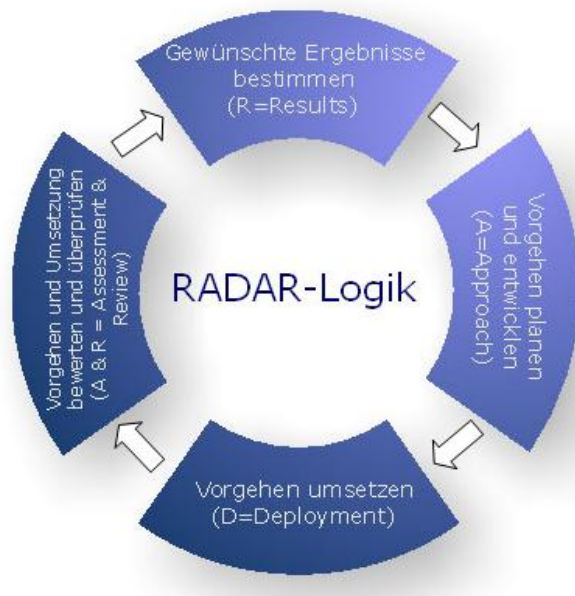 Gewünschte Ergebnisse
bestimmen
(R=Results)
Vorgehen planen
und entwicklen
(A=Approach)
Vorgehen umsetzen
(D=Deployment)
Vorgehen und Umsetzung
bewerten und überprüfen
(A & R = Assessment &
Review)
RADAR-Logik